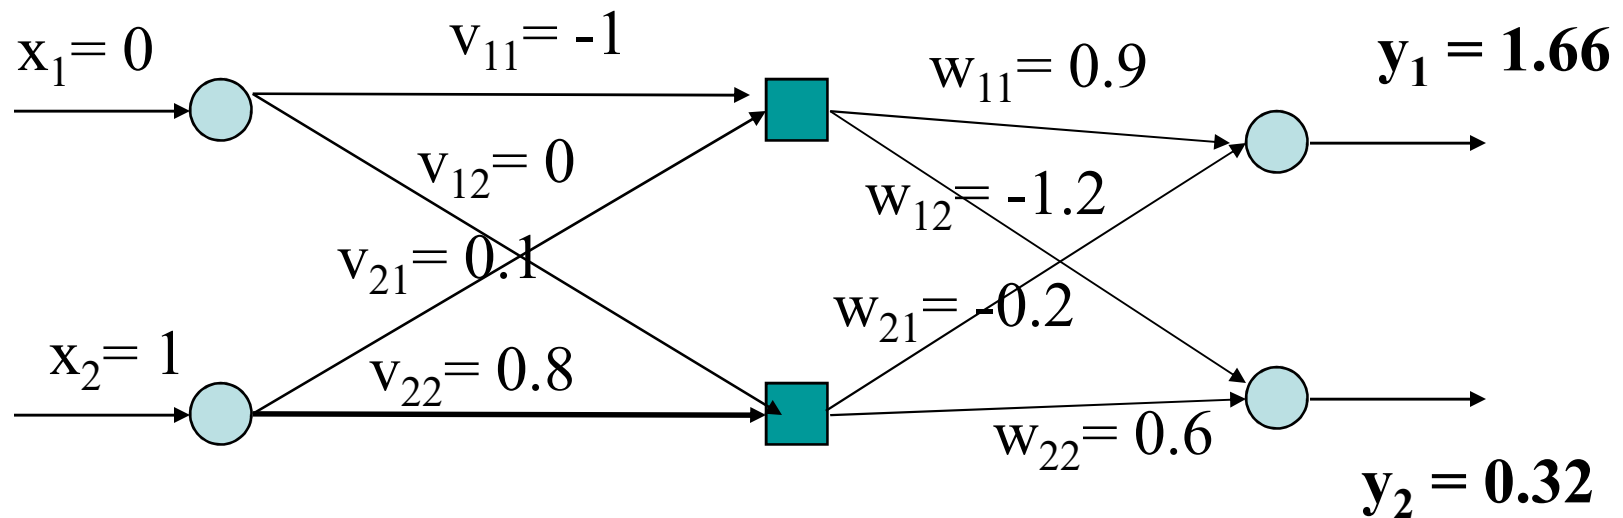 x₁= 0
v₁₁= -1
w₁₁= 0.9
y₁ = 1.66
v₁₂= 0
w₁₂= -1.2
v₂₁= 0.1
w₂₁= -0.2
x₂= 1
v₂₂= 0.8
w₂₂= 0.6
y₂ = 0.32